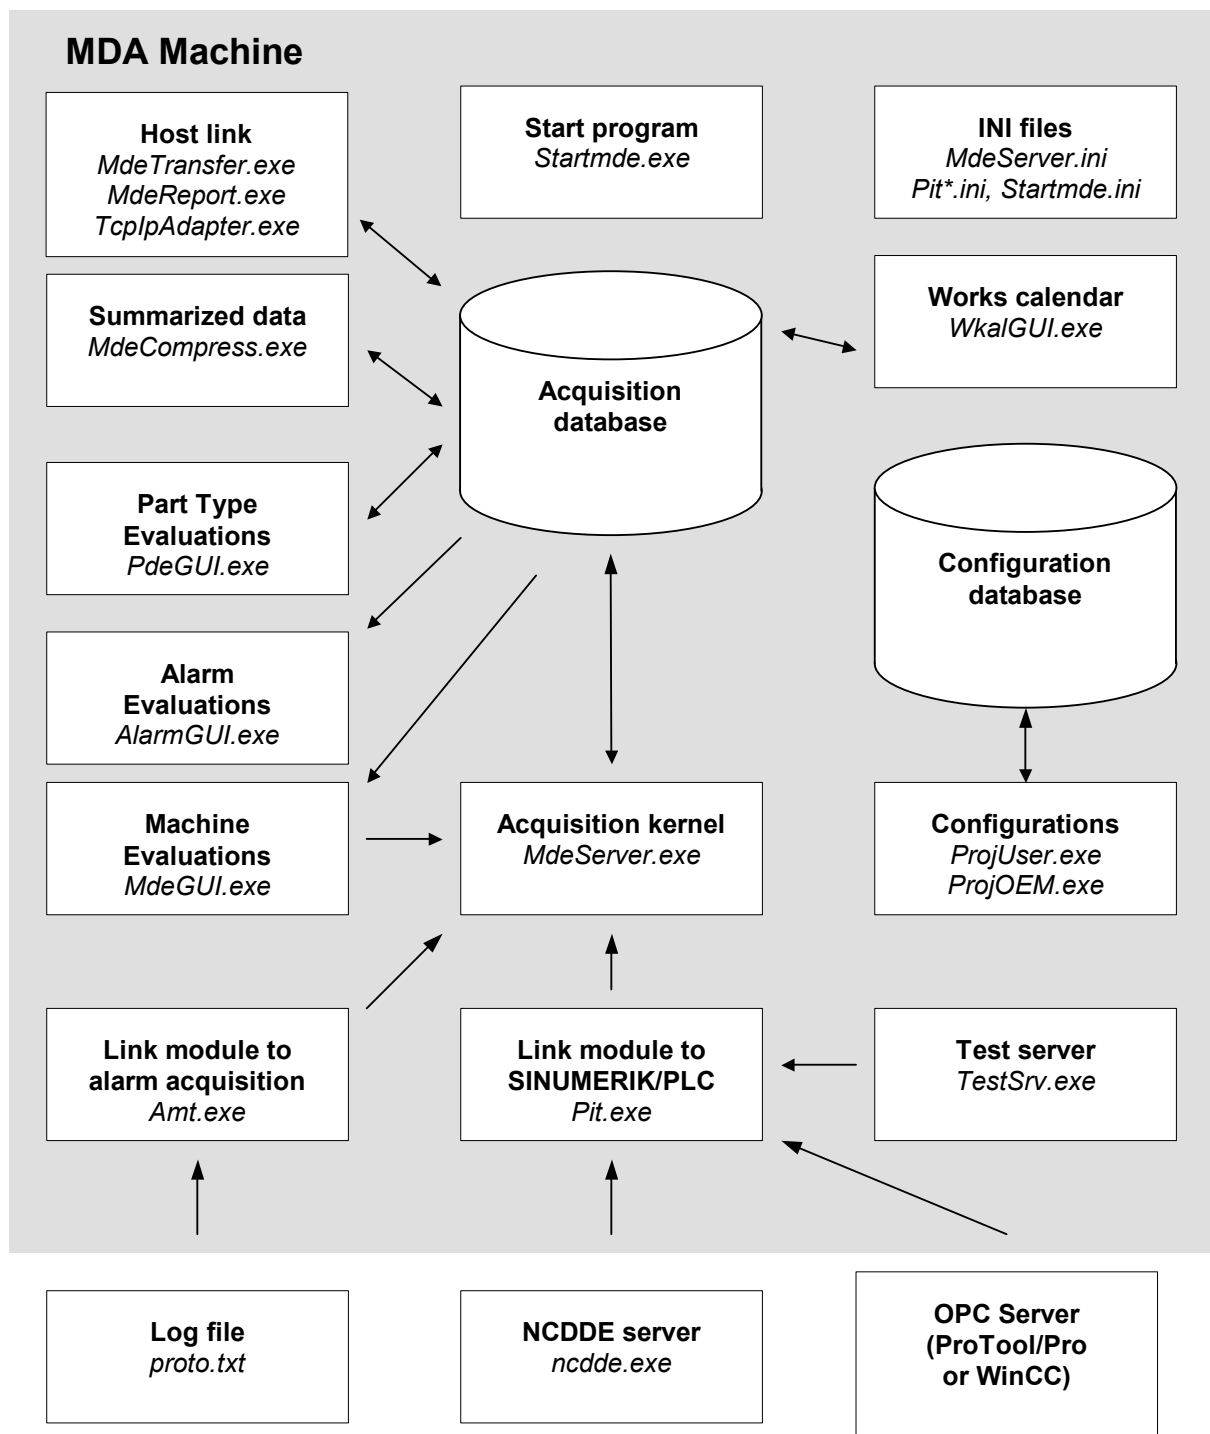 MDA Machine
Host link
MdeTransfer.exe
MdeReport.exe
TcpIpAdapter.exe
Start program
Startmde.exe
INI files
MdeServer.ini
Pit*.ini, Startmde.ini
Summarized data
MdeCompress.exe
Works calendar
WkalGUI.exe
Acquisition
database
Part Type
Evaluations
PdeGUI.exe
Configuration
database
Alarm
Evaluations
AlarmGUI.exe
Machine
Evaluations
MdeGUI.exe
Acquisition kernel
MdeServer.exe
Configurations
ProjUser.exe
ProjOEM.exe
Link module to
alarm acquisition
Amt.exe
Link module to
SINUMERIK/PLC
Pit.exe
Test server
TestSrv.exe
Log file
proto.txt
NCDDE server
ncdde.exe
OPC Server
(ProTool/Pro
or WinCC)